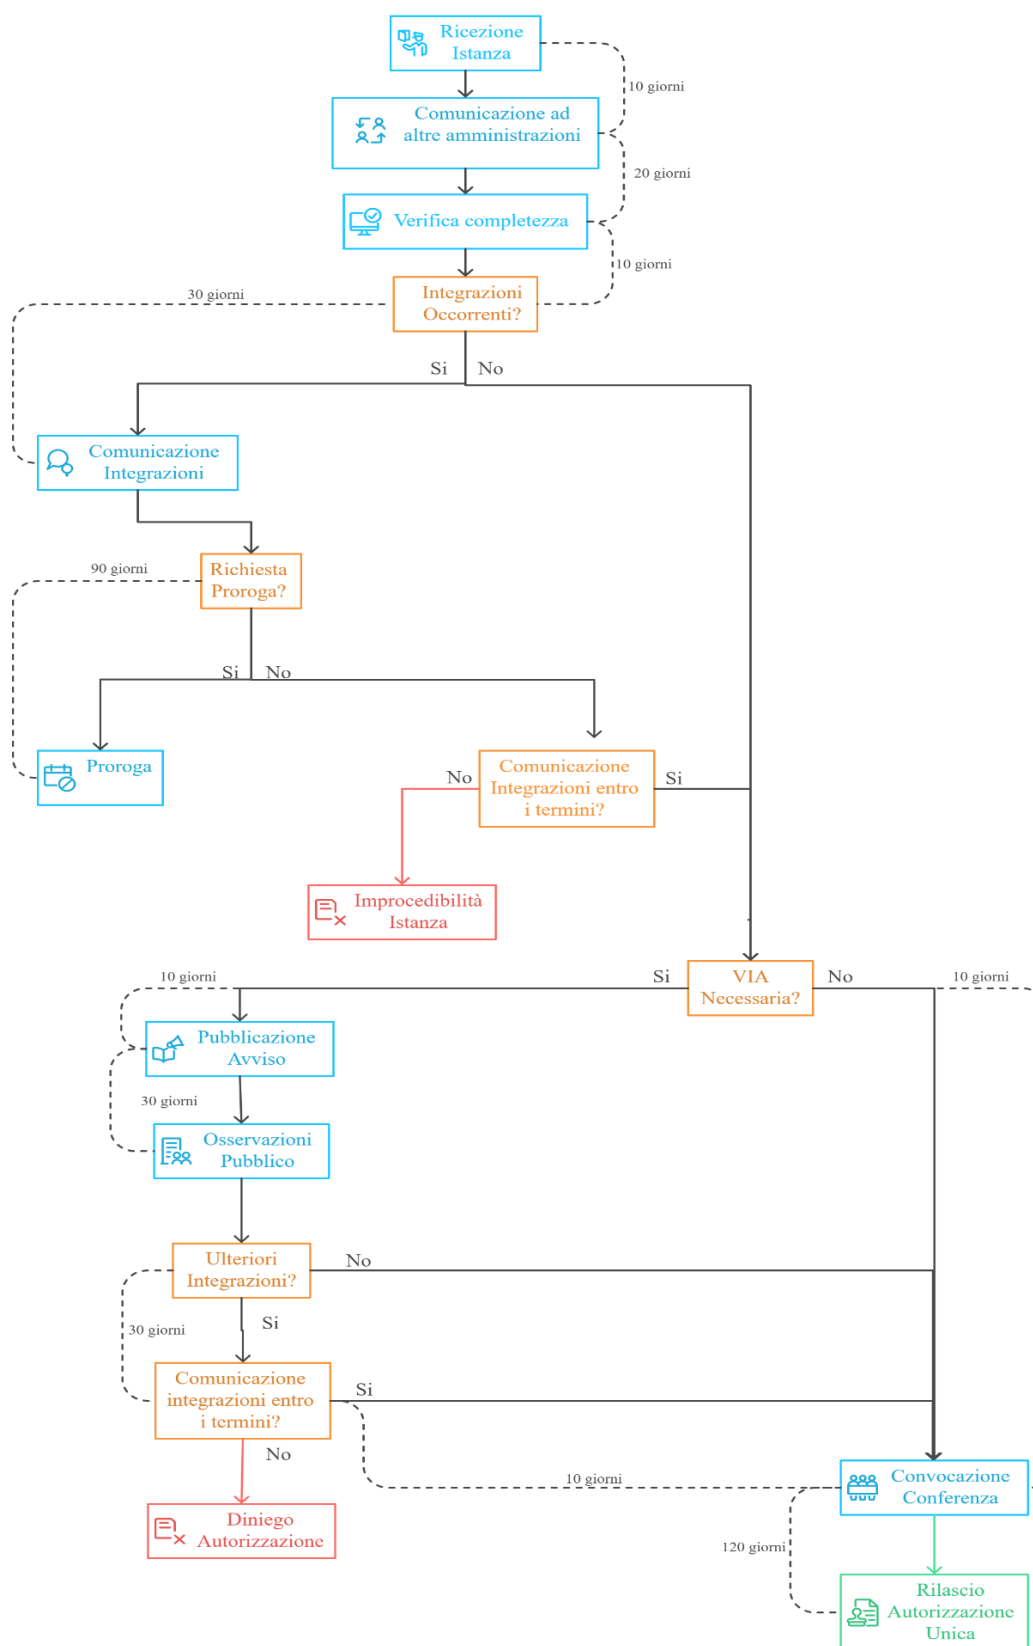 Ricezione
Istanza
10 giorni
Comunicazione ad
altre amministrazioni
20 giorni
Verifica completezza
10 giorni
Integrazioni
Occorrenti?
30 giorni
Si
No
Comunicazione
Integrazioni
90 giorni
Richiesta
Proroga?
Si
No
Proroga
Comunicazione
Integrazioni entro
i termini?
No
Si
Improcedibilità
Istanza
VIA
Necessaria?
Si
No
10 giorni
10 giorni
Pubblicazione
Avviso
30 giorni
Osservazioni
Pubblico
Ulteriori
Integrazioni?
No
Si
30 giorni
Comunicazione
integrazioni entro
i termini?
Si
No
10 giorni
Convocazione
Conferenza
Diniego
Autorizzazione
120 giorni
Rilascio
Autorizzazione
Unica